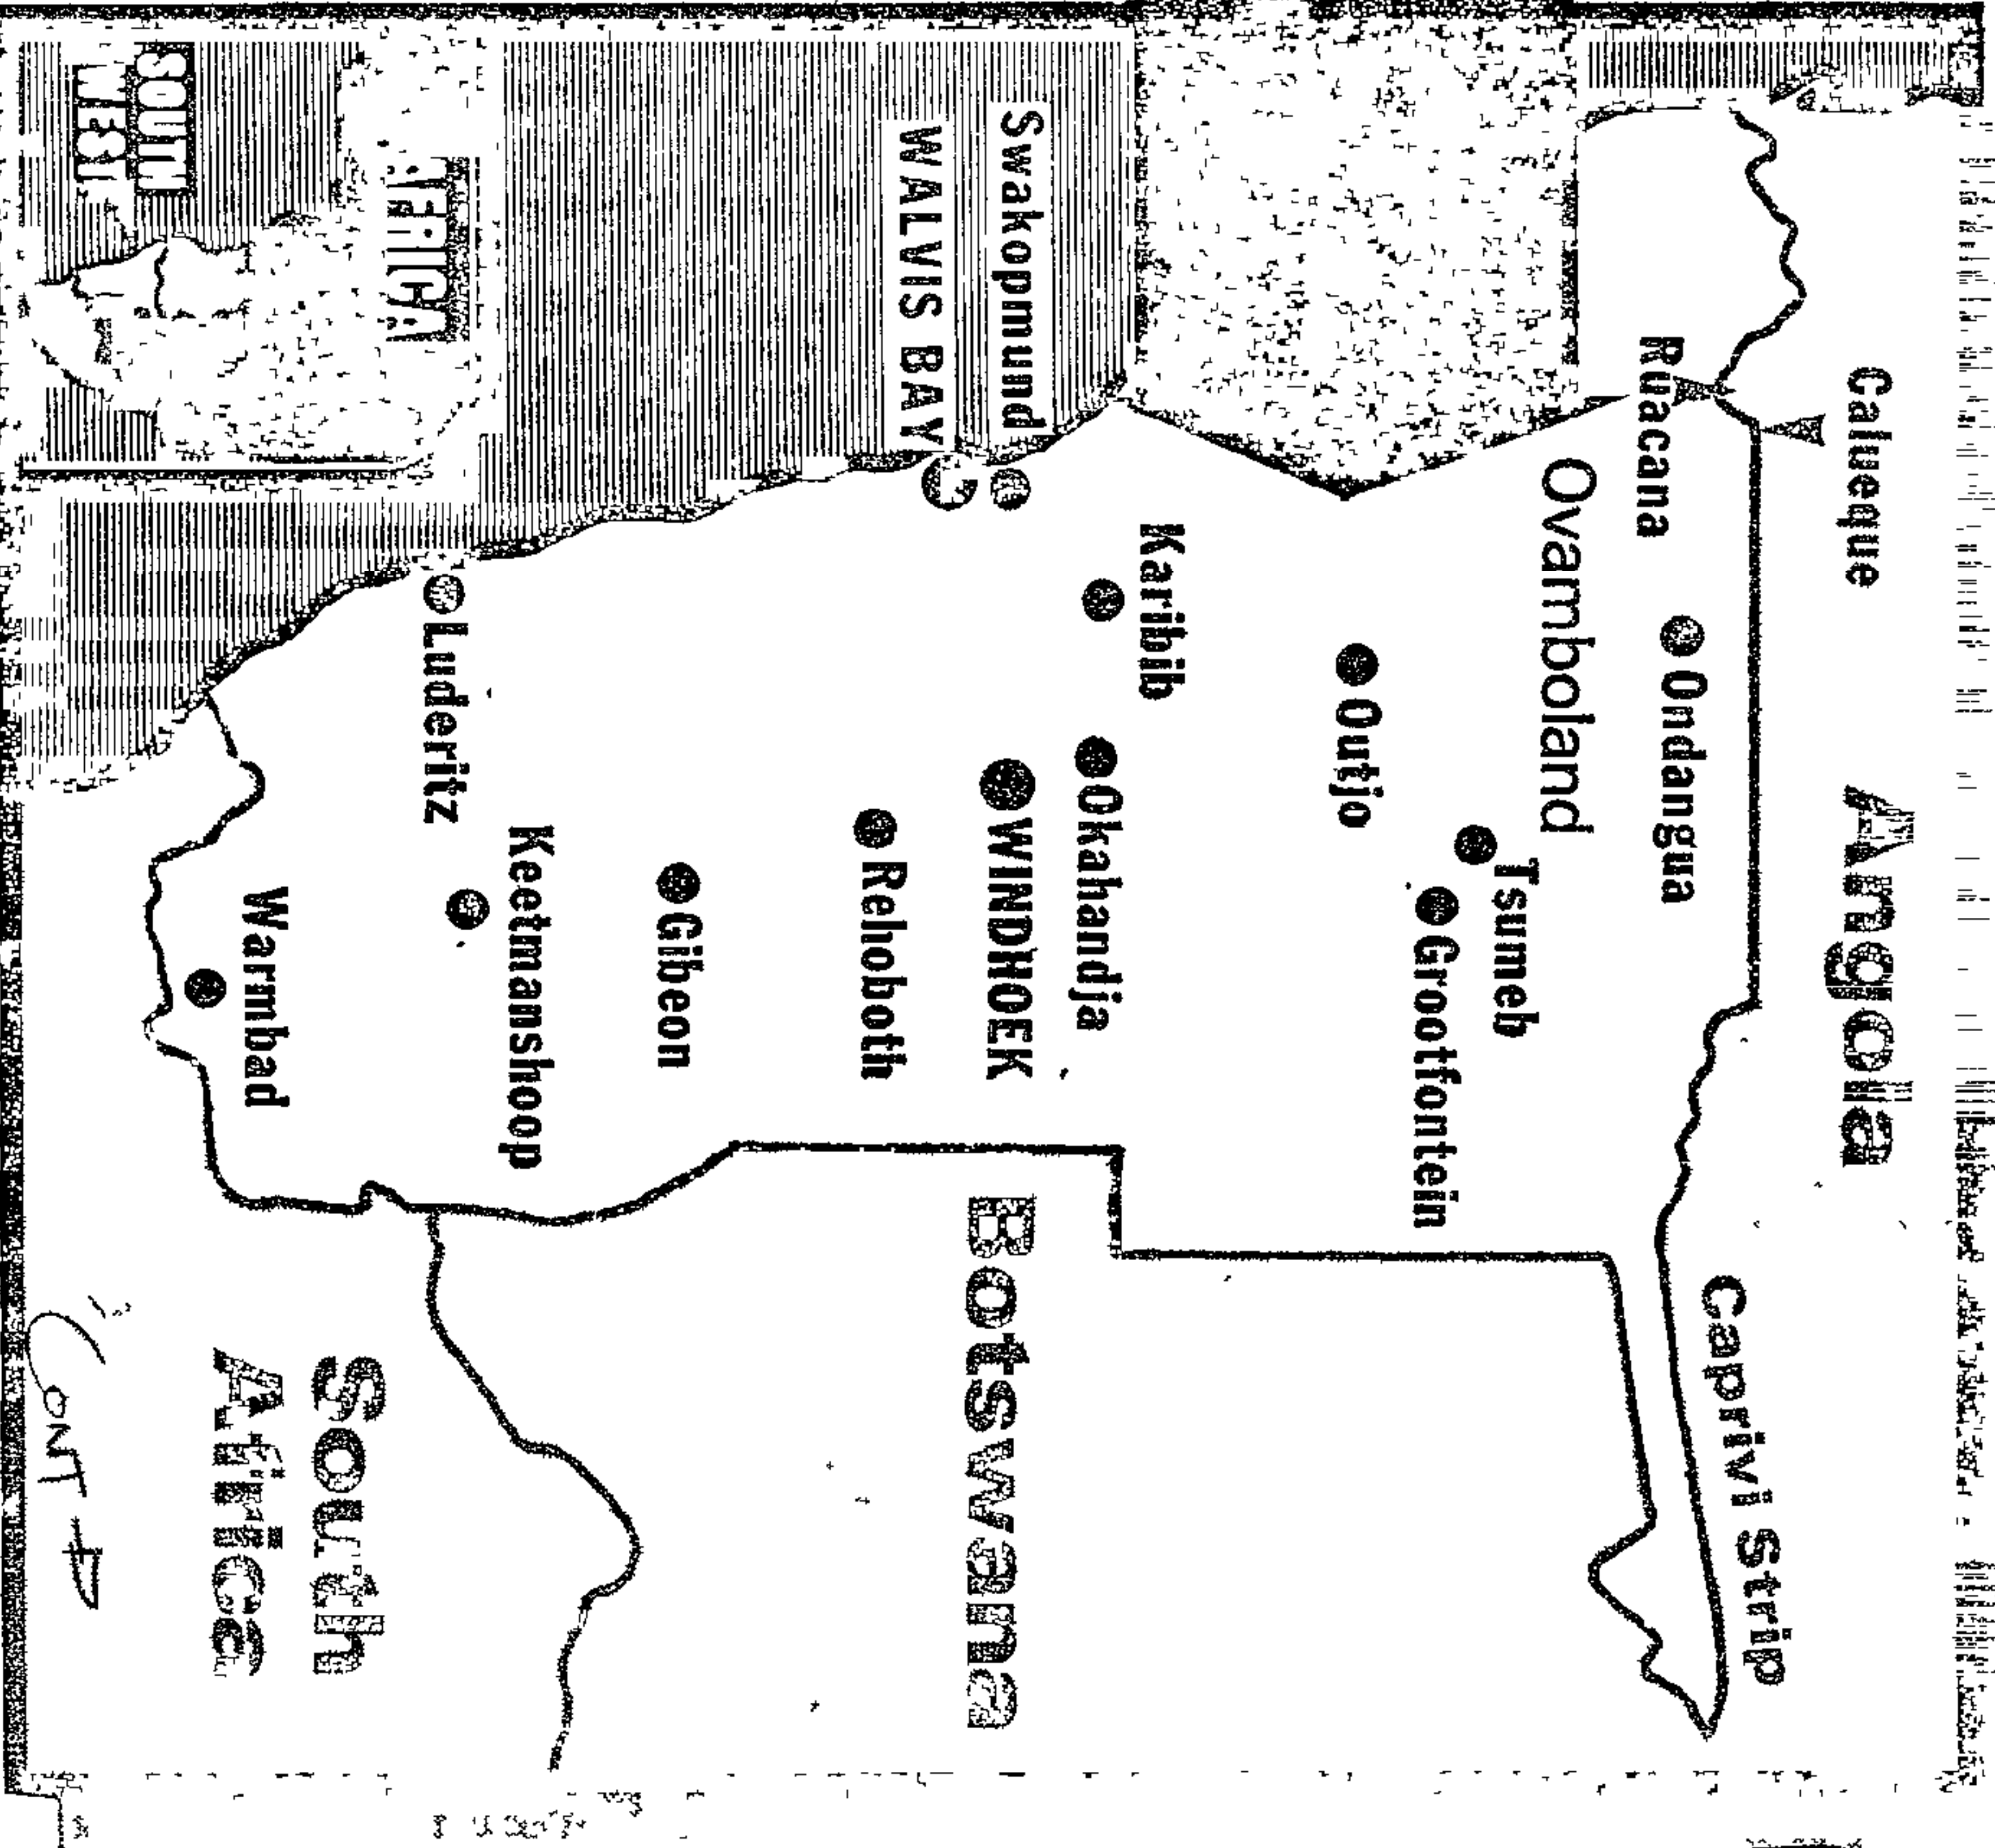 Calueque
Angola
Ruacana
Ondangua
Caprivi Strip
Ovamboland
Tsumeb
Grootfontein
Outjo
Karibib
Okahandja
Swakopmund
WINDHOEK
WALVIS BAY
Botswana
Rehoboth
Gibeon
Keetmanshoop
Luderitz
AFRICA
South
Africa
Warmbad
SOUTH
WEST
CONT